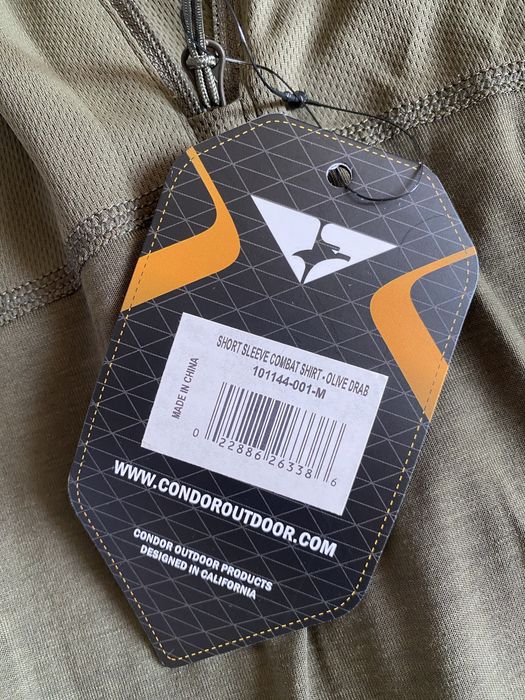 SHORT SLEEVE COMBAT SHIRT - OLIVE DRAB
101144-001-M
MADE IN CHINA
0 22886 26338 6
WWW.CONDOROUTDOOR.COM
CONDOR OUTDOOR PRODUCTS
DESIGNED IN CALIFORNIA